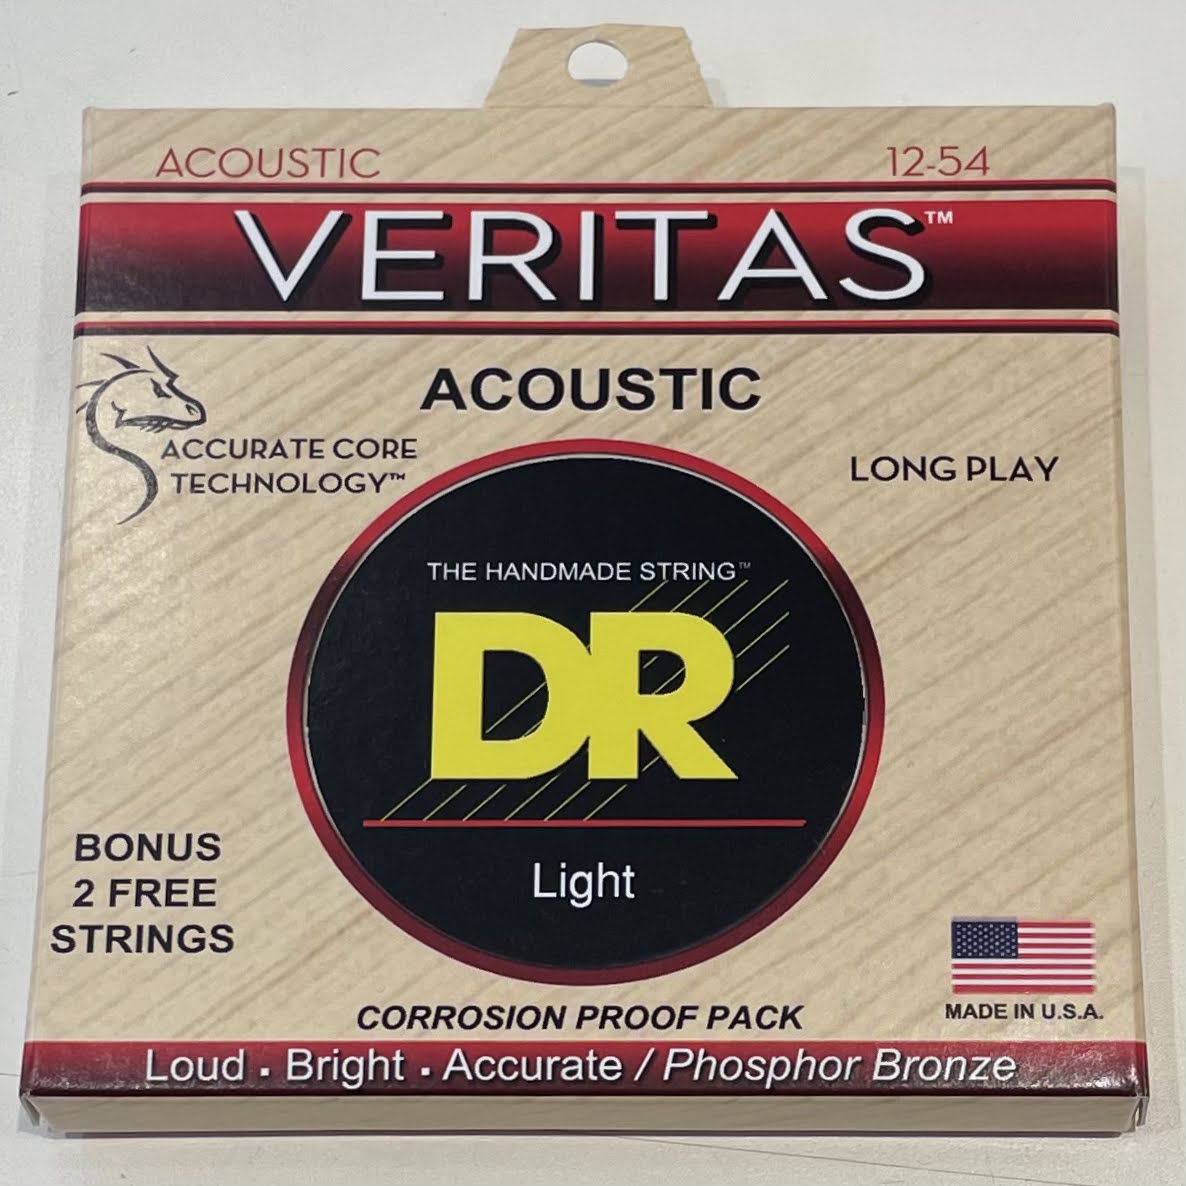 ACOUSTIC 12-54
VERITAS™
ACOUSTIC
ACCURATE CORE
TECHNOLOGY™
LONG PLAY
THE HANDMADE STRING™
DR
Light
BONUS
2 FREE
STRINGS
MADE IN U.S.A.
CORROSION PROOF PACK
Loud . Bright . Accurate / Phosphor Bronze